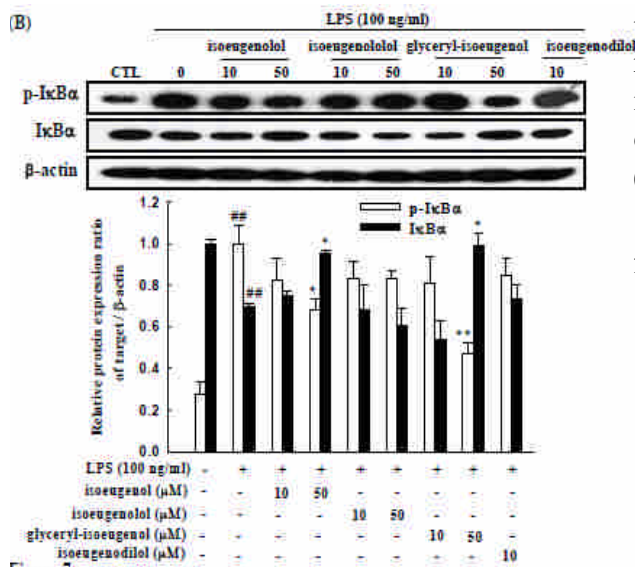 (B)
LPS (100 ng/ml)
isoeugenolol isoeugenololol glyceryl-isoeugenol isoeugenodilol
CTL 0 10 50 10 50 10 50 10
p-IκBα
IκBα
β-actin
Relative protein expression ratio
of target / β-actin
1.2
1.0
0.8
0.6
0.4
0.2
0.0
p-IκBα
IκBα
## ## * * ** *
LPS (100 ng/ml) - + + + + + + + +
isoeugenol (μM) - - 10 50 - - - - -
isoeugenolol (μM) - - - - 10 50 - - -
glyceryl-isoeugenol (μM) - - - - - - 10 50 -
isoeugenodilol (μM) - - - - - - - - 10